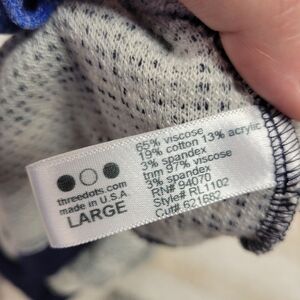 threedots.com
made in U.S.A
LARGE
65% viscose
19% cotton 13% acrylic
3% spandex
trim 97% viscose
3% spandex
RN# 94070
Style# RL1102
Cut# 621682